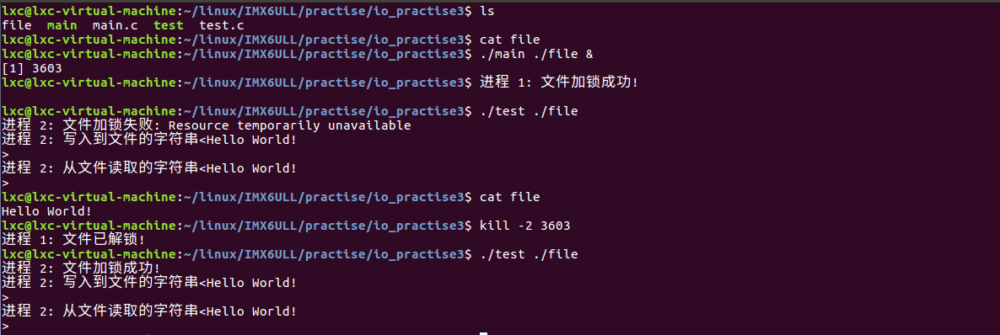 lxc@lxc-virtual-machine:~/linux/IMX6ULL/practise/io_practise3$ ls
file  main  main.c  test  test.c
lxc@lxc-virtual-machine:~/linux/IMX6ULL/practise/io_practise3$ cat file
lxc@lxc-virtual-machine:~/linux/IMX6ULL/practise/io_practise3$ ./main ./file &
[1] 3603
lxc@lxc-virtual-machine:~/linux/IMX6ULL/practise/io_practise3$ 进程 1: 文件加锁成功!
lxc@lxc-virtual-machine:~/linux/IMX6ULL/practise/io_practise3$ ./test ./file
进程 2: 文件加锁失败: Resource temporarily unavailable
进程 2: 写入到文件的字符串<Hello World!
>
进程 2: 从文件读取的字符串<Hello World!
>
lxc@lxc-virtual-machine:~/linux/IMX6ULL/practise/io_practise3$ cat file
Hello World!
lxc@lxc-virtual-machine:~/linux/IMX6ULL/practise/io_practise3$ kill -2 3603
进程 1: 文件已解锁!
lxc@lxc-virtual-machine:~/linux/IMX6ULL/practise/io_practise3$ ./test ./file
进程 2: 文件加锁成功!
进程 2: 写入到文件的字符串<Hello World!
>
进程 2: 从文件读取的字符串<Hello World!
>